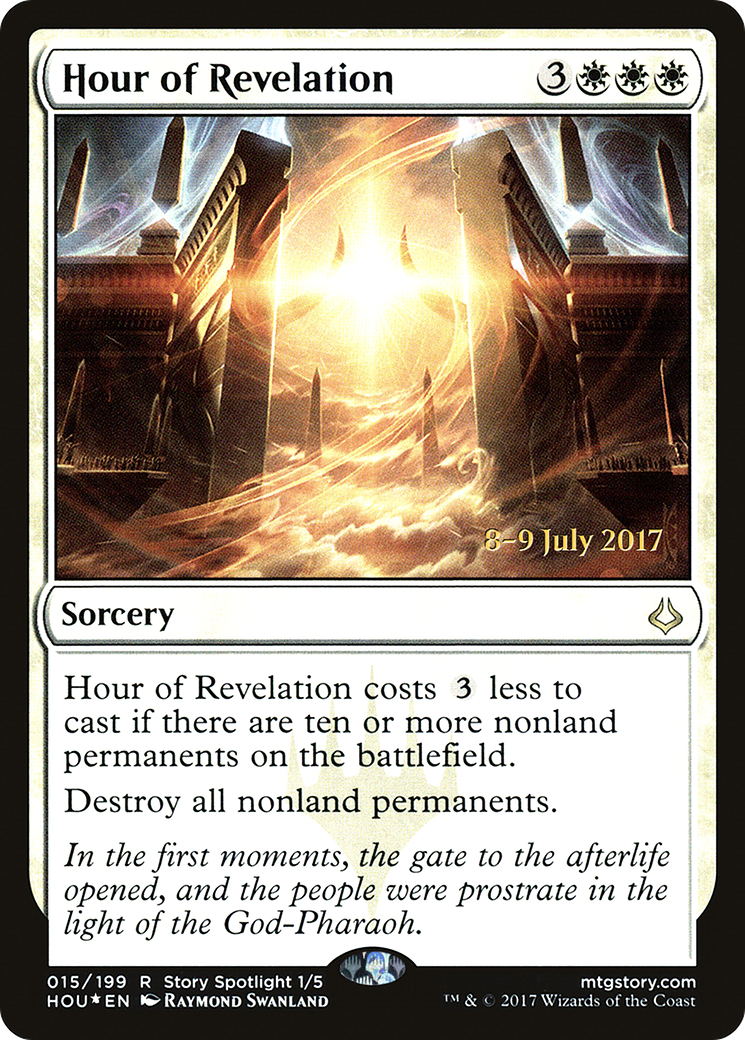 Hour of Revelation 3
8–9 July 2017
Sorcery
Hour of Revelation costs 3 less to
cast if there are ten or more nonland
permanents on the battlefield.
Destroy all nonland permanents.
In the first moments, the gate to the afterlife
opened, and the people were prostrate in the
light of the God-Pharaoh.
015/199 R Story Spotlight 1/5
mtgstory.com
HOU★EN Raymond Swanland
™ & © 2017 Wizards of the Coast